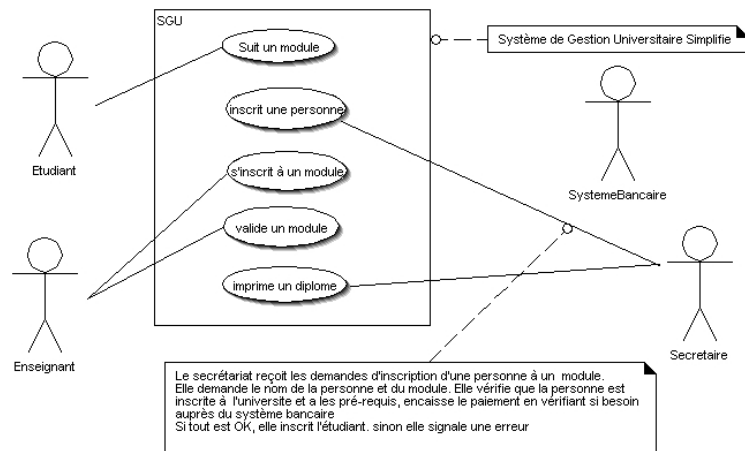 SGU
Suit un module
Système de Gestion Universitaire Simplifie
inscrit une personne
Etudiant
s'inscrit à un module
SystemeBancaire
valide un module
imprime un diplome
Enseignant
Secretaire
Le secrétariat reçoit les demandes d'inscription d'une personne à un module.
Elle demande le nom de la personne et du module. Elle vérifie que la personne est
inscrite à l'universite et a les pré-requis, encaisse le paiement en vérifiant si besoin
auprès du système bancaire
Si tout est OK, elle inscrit l'étudiant. sinon elle signale une erreur